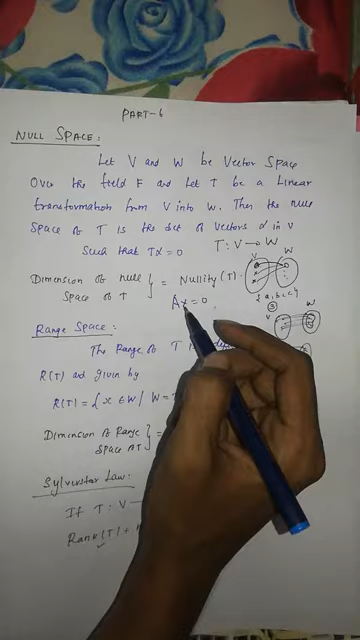 PART-6
NULL SPACE:
Let V and W be Vector Space
Over the field F and let T be a Linear
transformation from V into W. Then the null
Space of T is the set of vectors α in V
Such that Tα=0 T: V → W
Dimension of null } = Nullity(T).
Space of T
Ax=0
V W
{a,b,c}
③
V W
Range Space:
The Range of T
R(T) and given by
R(T) = { x ∈ W / W =
Dimension of Range } =
Space of T
Sylvester Law:
If T: V
Rank(T) +